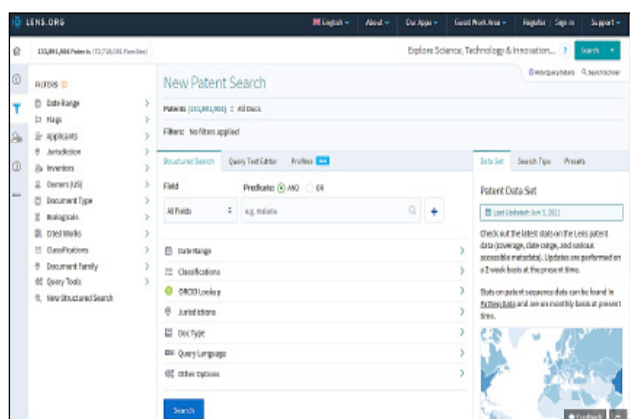 LENS.ORG
English
About
Our Apps
Guest Work Area
Register | Sign in
Support
Patents
Explore Science, Technology & Innovation...
?
Search
FILTERS
Date Range
Flags
Applicants
Jurisdiction
Inventors
Owners (US)
Document Type
Biologicals
Cited Works
Classifications
Document Family
Query Tools
New Structured Search
New Patent Search
Patents
All Docs
Filters: No filters applied
Structured Search
Query Text Editor
Profiles
Field
Predicate: AND OR
All Fields
e.g. malaria
+
Date Range
Classifications
ORCID Lookup
Jurisdictions
Doc Type
Query Language
Other Options
Search
Data Set
Search Tips
Presets
Patent Data Set
Last Updated: Jun 3, 2021
Check out the latest stats on the Lens patent
data (coverage, date range, and various
accessible metadata). Updates are performed on
a 2 week basis at the present time.
Stats on patent sequence data can be found in
PatSeq Data and are on monthly basis at present
time.
Feedback